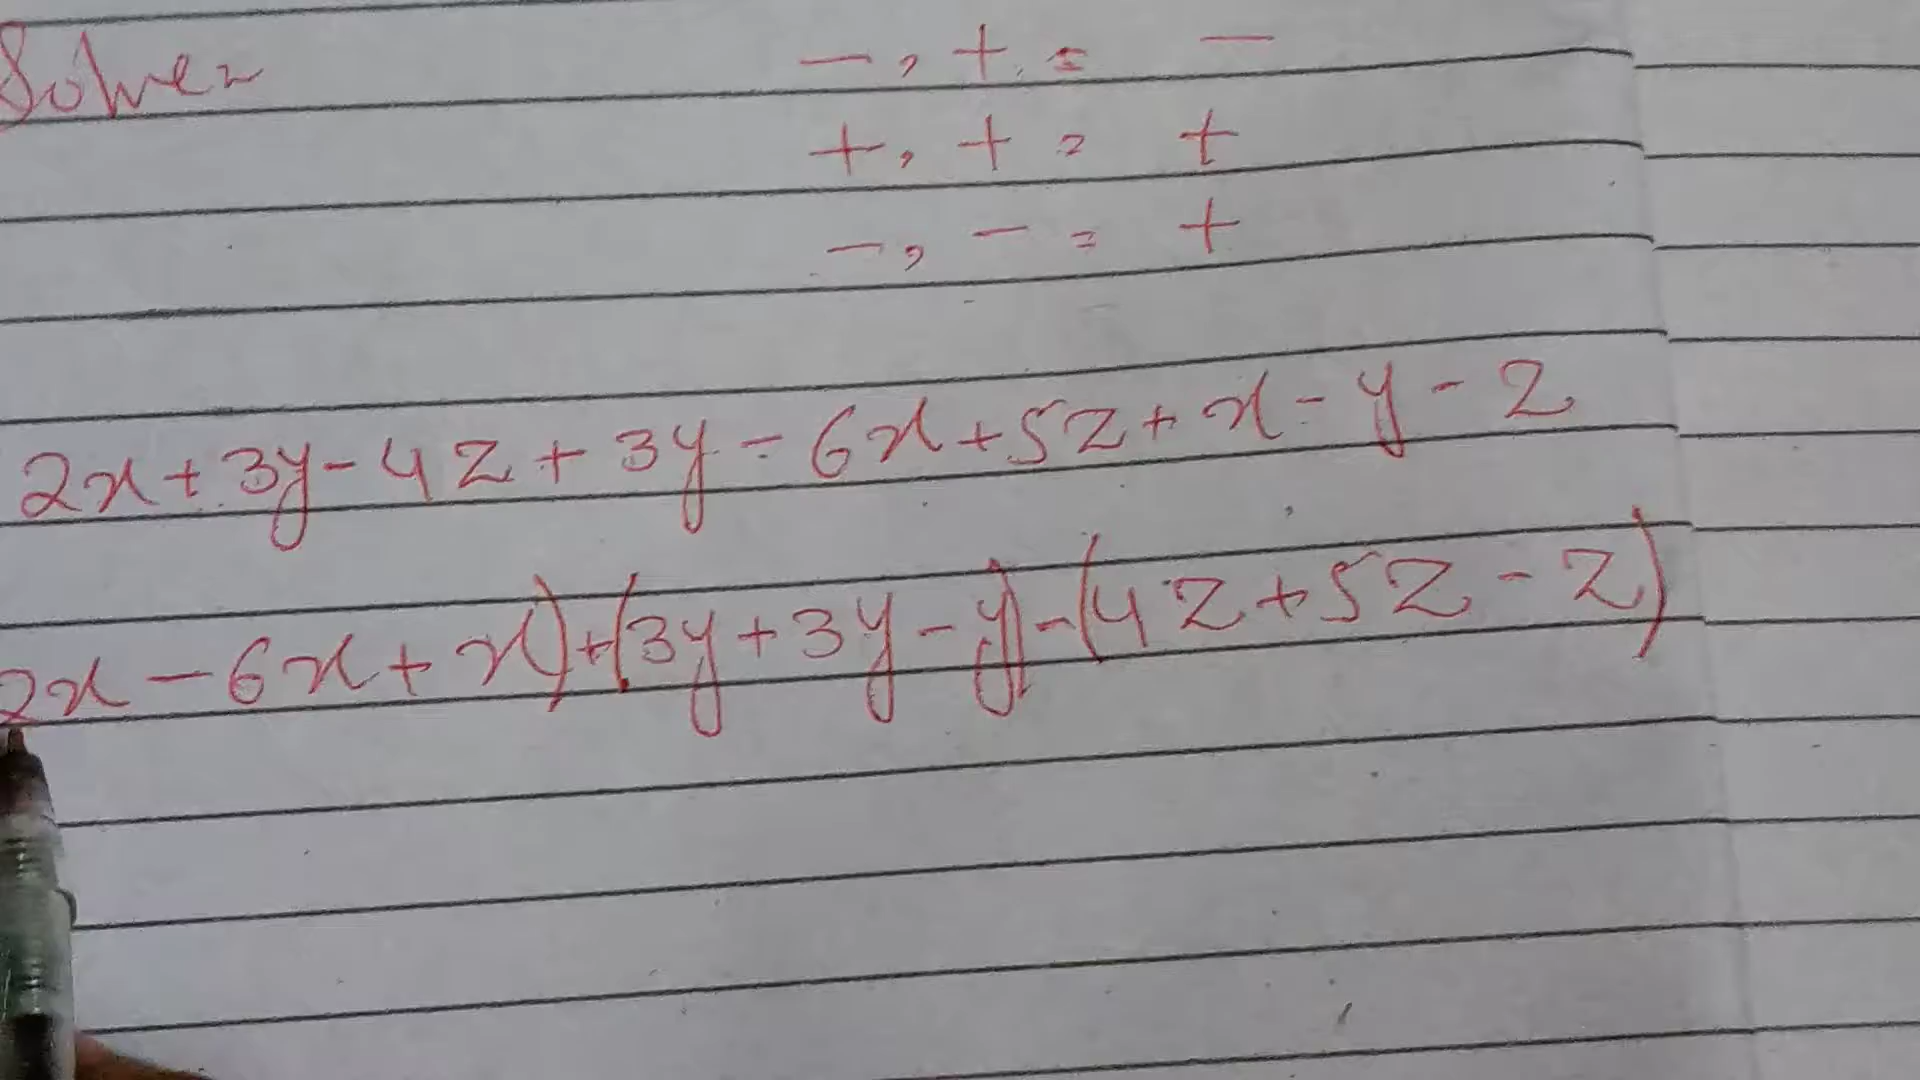 Solve
-, + = -
+, + = +
-, - = +
2x + 3y - 4z + 3y - 6x + 5z + x - y - z
2x - 6x + x) + (3y + 3y - y) - (4z + 5z - z)